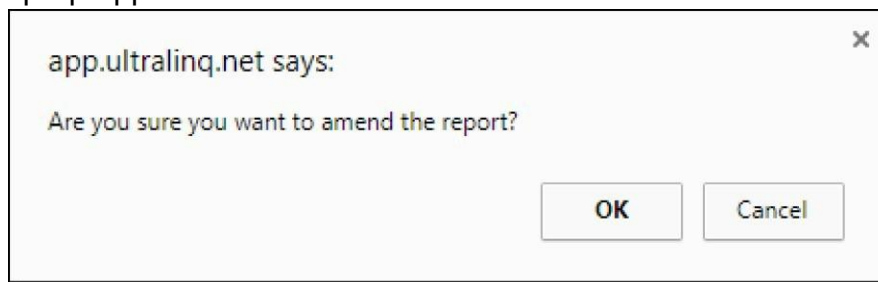 app.ultralinq.net says:
Are you sure you want to amend the report?
OK Cancel